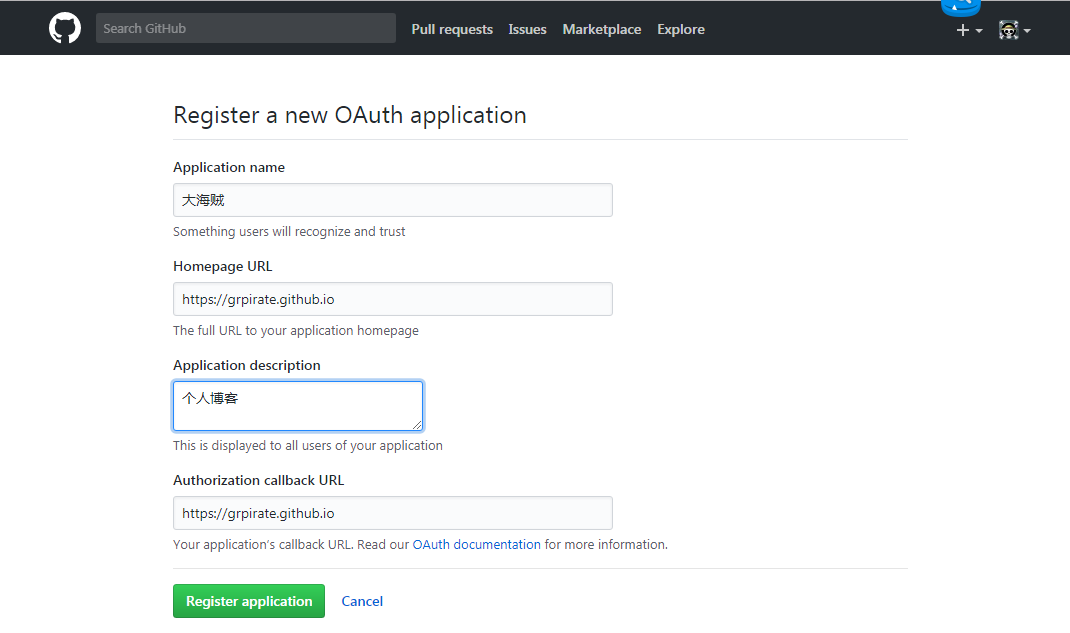 Search GitHub
Pull requests Issues Marketplace Explore
Register a new OAuth application
Application name
大海贼
Something users will recognize and trust
Homepage URL
https://grpirate.github.io
The full URL to your application homepage
Application description
个人博客
This is displayed to all users of your application
Authorization callback URL
https://grpirate.github.io
Your application’s callback URL. Read our OAuth documentation for more information.
Register application Cancel